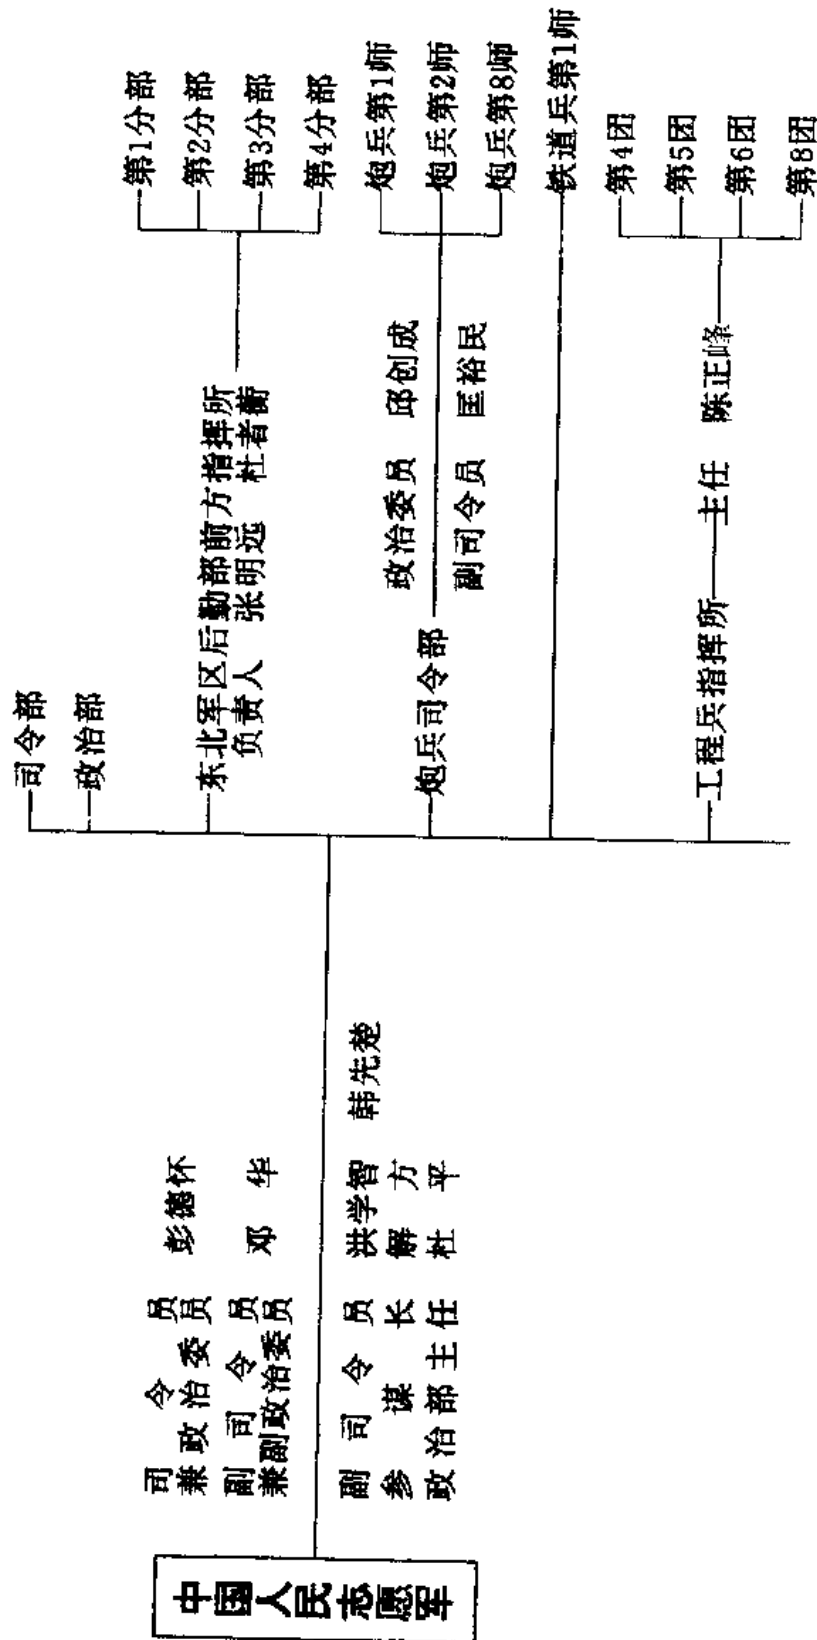 中国人民志愿军
司令员
兼政治委员 彭德怀
副司令员
兼副政治委员 邓华
副司令员 洪学智 韩先楚
参谋长 解方
政治部主任 杜平
司令部
政治部
东北军区后勤部前方指挥所
负责人 张明远 杜者蘅
第1分部
第2分部
第3分部
第4分部
炮兵司令部
政治委员 邱创成
副司令员 匡裕民
炮兵第1师
炮兵第2师
炮兵第8师
铁道兵第1师
工程兵指挥所 主任 陈正峰
第4团
第5团
第6团
第8团